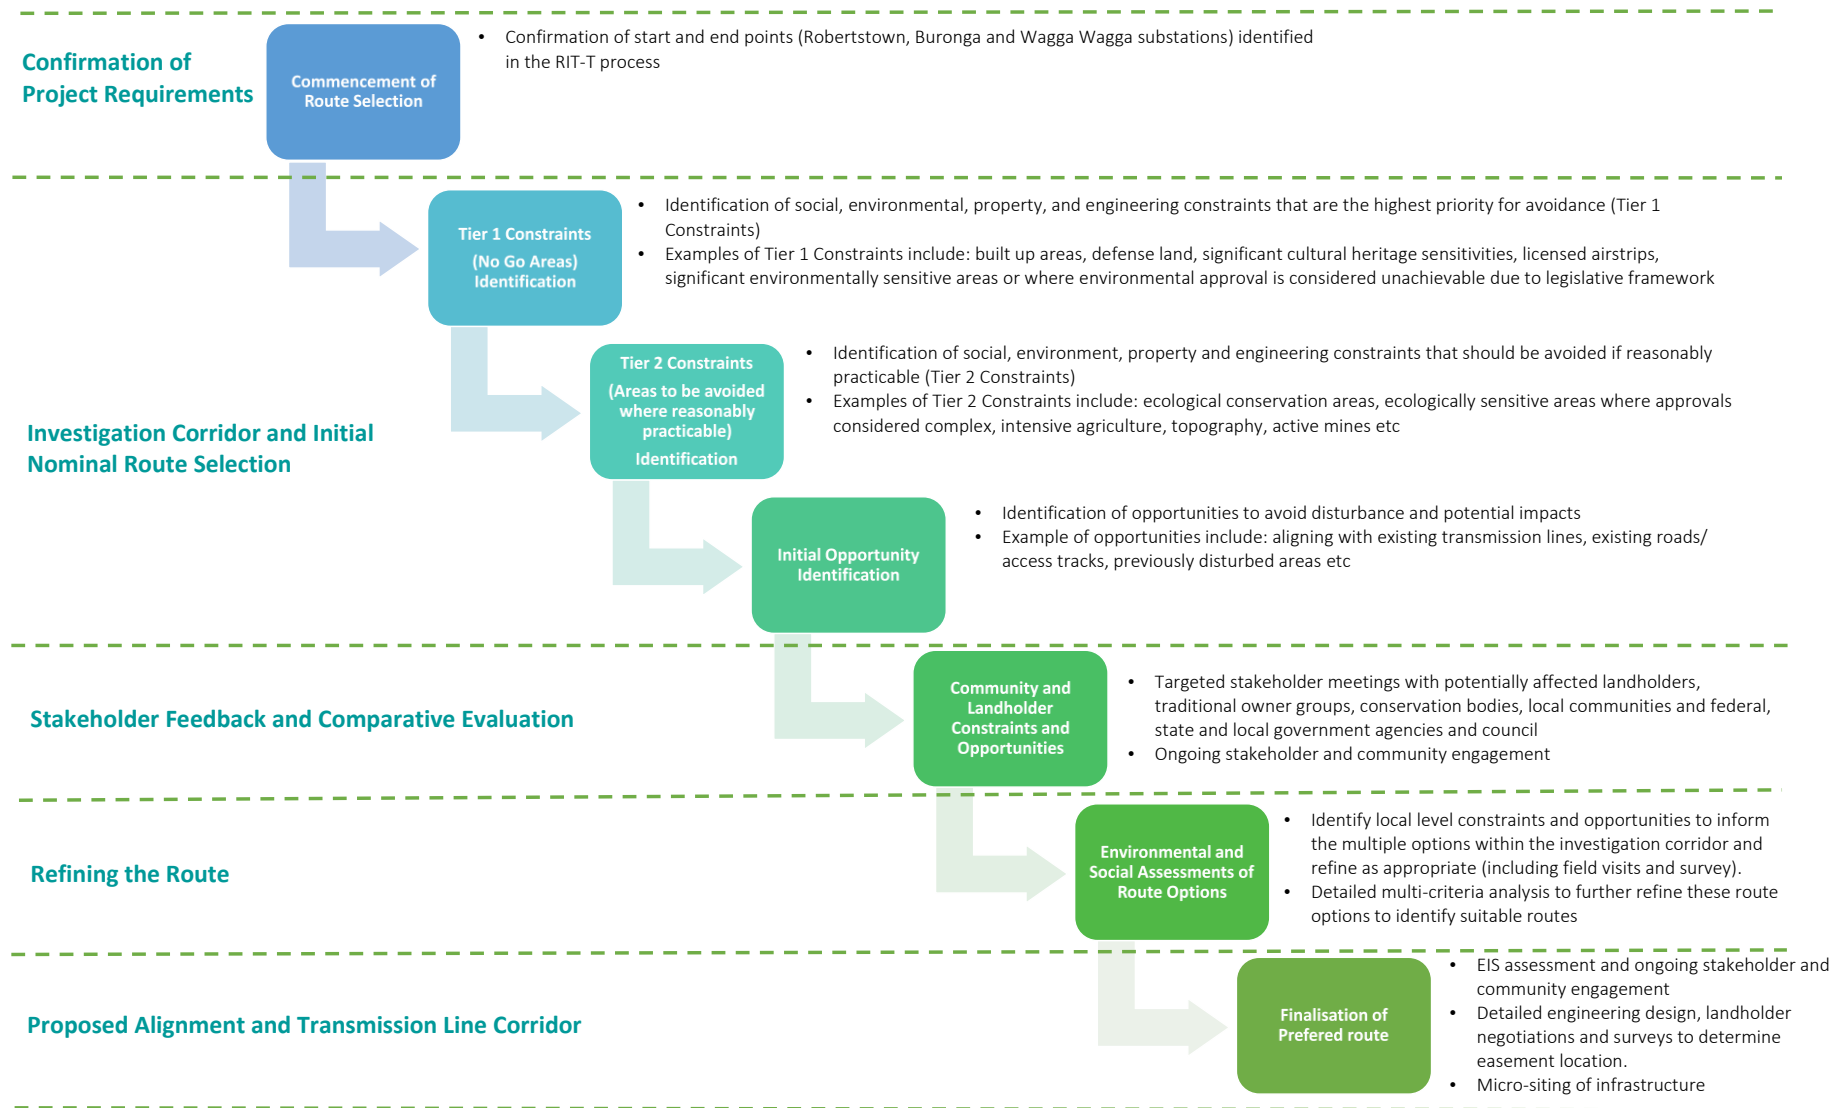 Confirmation of
Project Requirements
Commencement of
Route Selection
• Confirmation of start and end points (Robertstown, Buronga and Wagga Wagga substations) identified
in the RIT-T process
Investigation Corridor and Initial
Nominal Route Selection
Tier 1 Constraints
(No Go Areas)
Identification
• Identification of social, environmental, property, and engineering constraints that are the highest priority for avoidance (Tier 1
Constraints)
• Examples of Tier 1 Constraints include: built up areas, defense land, significant cultural heritage sensitivities, licensed airstrips,
significant environmentally sensitive areas or where environmental approval is considered unachievable due to legislative framework
Tier 2 Constraints
(Areas to be avoided
where reasonably
practicable)
Identification
• Identification of social, environment, property and engineering constraints that should be avoided if reasonably
practicable (Tier 2 Constraints)
• Examples of Tier 2 Constraints include: ecological conservation areas, ecologically sensitive areas where approvals
considered complex, intensive agriculture, topography, active mines etc
Initial Opportunity
Identification
• Identification of opportunities to avoid disturbance and potential impacts
• Example of opportunities include: aligning with existing transmission lines, existing roads/
access tracks, previously disturbed areas etc
Stakeholder Feedback and Comparative Evaluation
Community and
Landholder
Constraints and
Opportunities
• Targeted stakeholder meetings with potentially affected landholders,
traditional owner groups, conservation bodies, local communities and federal,
state and local government agencies and council
• Ongoing stakeholder and community engagement
Refining the Route
Environmental and
Social Assessments of
Route Options
• Identify local level constraints and opportunities to inform
the multiple options within the investigation corridor and
refine as appropriate (including field visits and survey).
• Detailed multi-criteria analysis to further refine these route
options to identify suitable routes
Proposed Alignment and Transmission Line Corridor
Finalisation of
Prefered route
• EIS assessment and ongoing stakeholder and
community engagement
• Detailed engineering design, landholder
negotiations and surveys to determine
easement location.
• Micro-siting of infrastructure